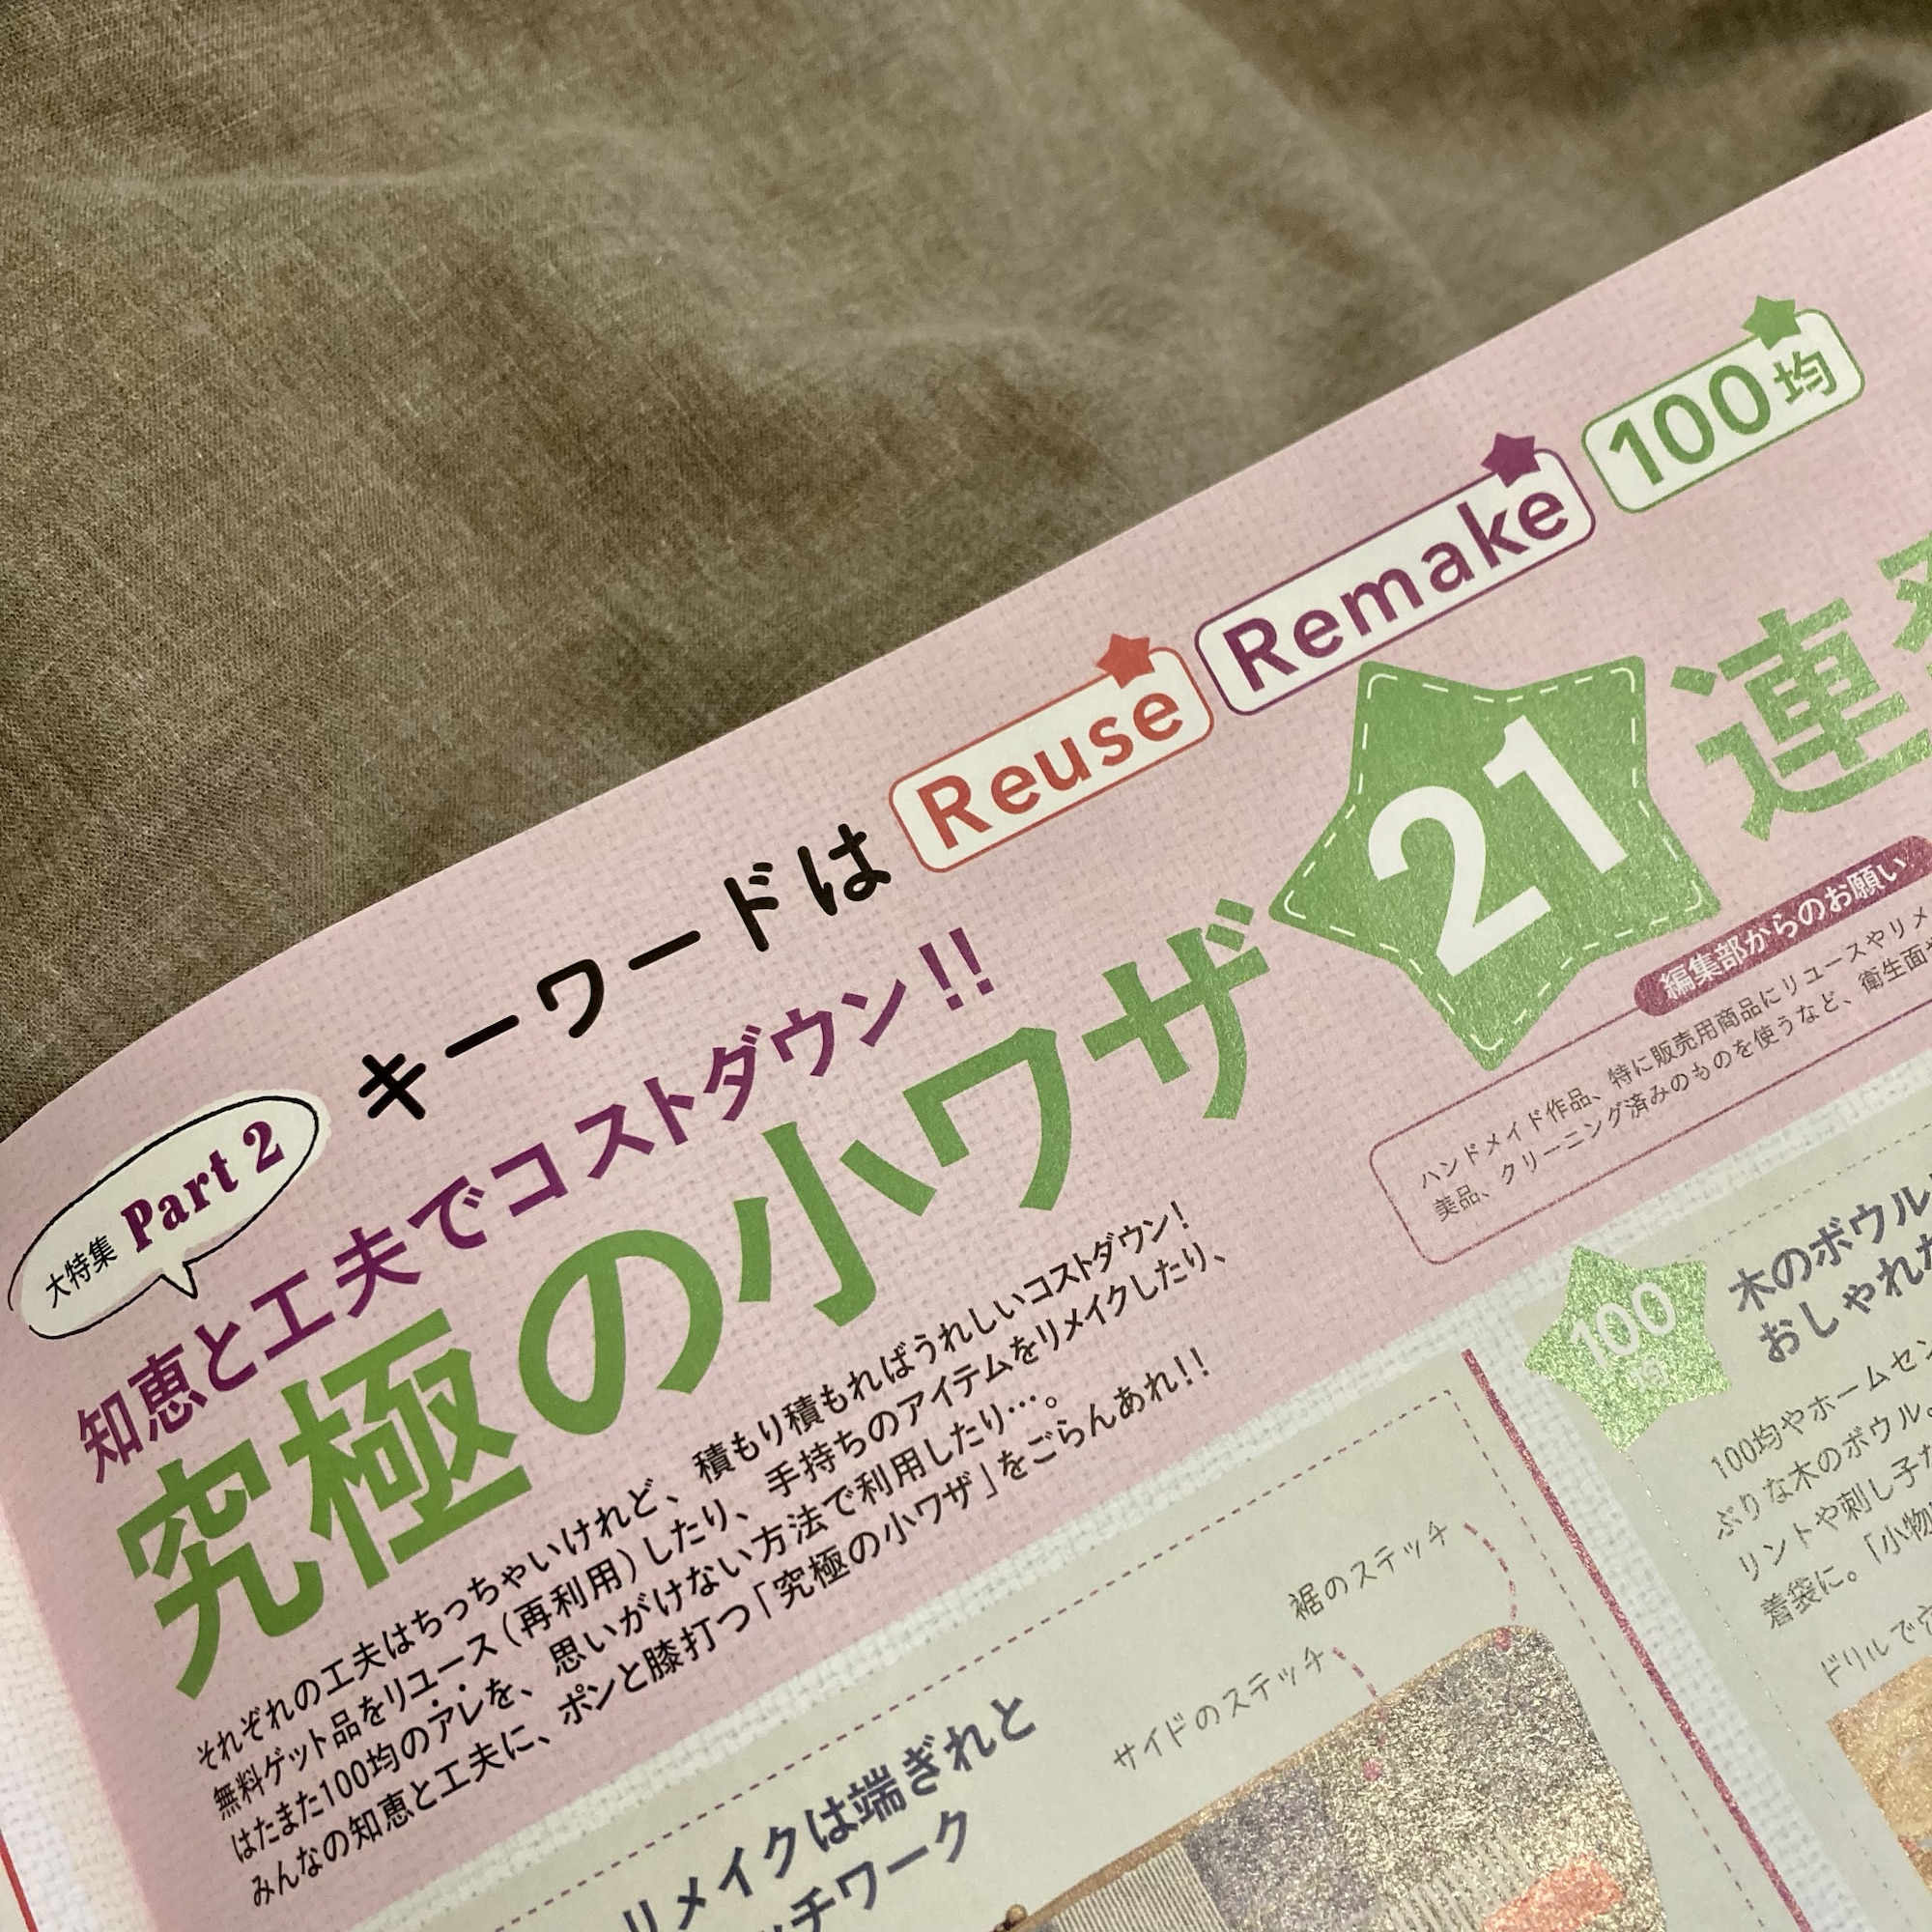 大特集 Part 2
キーワードは Reuse Remake 100均
知恵と工夫でコストダウン!!
究極の小ワザ 21 連
それぞれの工夫はちっちゃいけれど、積もり積もればうれしいコストダウン！
無料ゲット品をリユース（再利用）したり、手持ちのアイテムをリメイクしたり、
はたまた100均のアレを、思いがけない方法で利用したり…。
みんなの知恵と工夫に、ポンと膝打つ「究極の小ワザ」をごらんあれ!!
編集部からのお願い
ハンドメイド作品、特に販売用商品にリユースやリメ
美品、クリーニング済みのものを使うなど、衛生面
リメイクは端ぎれと
チワーク
裾のステッチ
サイドのステッチ
100均
木のボウル
おしゃれな
100均やホームセン
ぶりな木のボウル。
リントや刺し子
着袋に。「小物
ドリルで穴